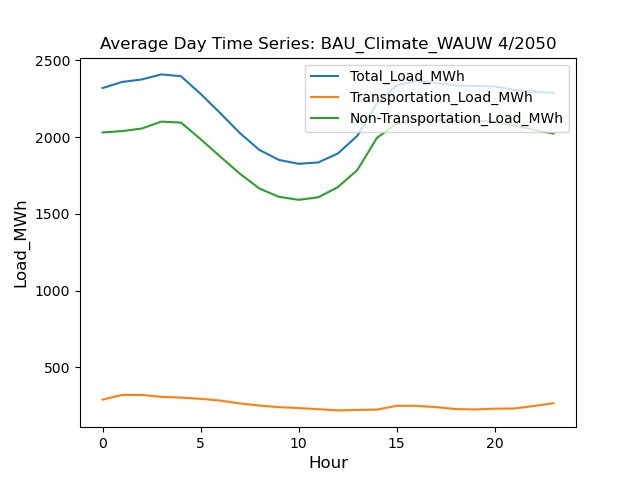 Average Day Time Series: BAU_Climate_WAUW 4/2050
Total_Load_MWh
Transportation_Load_MWh
Non-Transportation_Load_MWh
Load_MWh
2500
2000
1500
1000
500
0 5 10 15 20
Hour